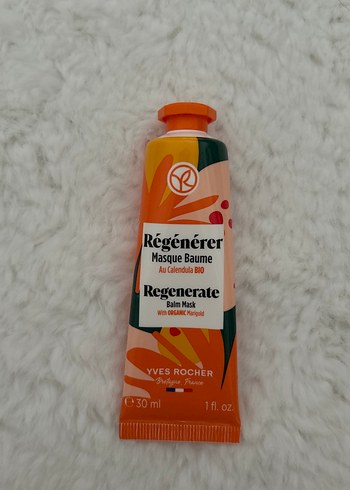 Régénérer
Masque Baume
Au Calendula BIO
Regenerate
Balm Mask
With ORGANIC Marigold
YVES ROCHER
Bretagne France
℮ 30 ml 1 fl. oz.